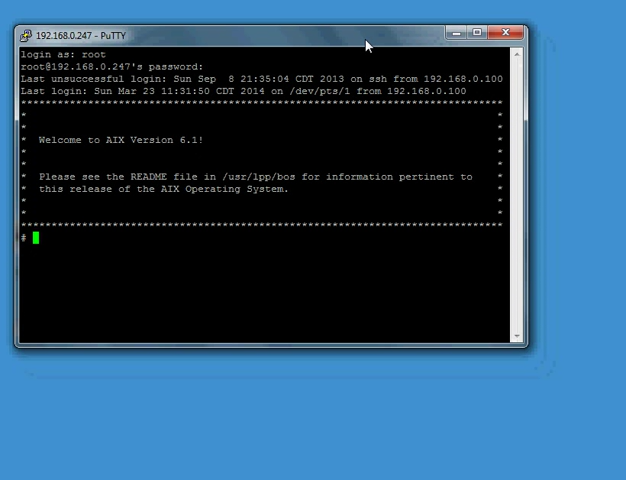 192.168.0.247 - PuTTY
login as: root
root@192.168.0.247's password:
Last unsuccessful login: Sun Sep  8 21:35:04 CDT 2013 on ssh from 192.168.0.100
Last login: Sun Mar 23 11:31:50 CDT 2014 on /dev/pts/1 from 192.168.0.100
*******************************************************************************
*                                                                             *
*                                                                             *
*  Welcome to AIX Version 6.1!                                                *
*                                                                             *
*                                                                             *
*  Please see the README file in /usr/lpp/bos for information pertinent to    *
*  this release of the AIX Operating System.                                  *
*                                                                             *
*                                                                             *
*******************************************************************************
#